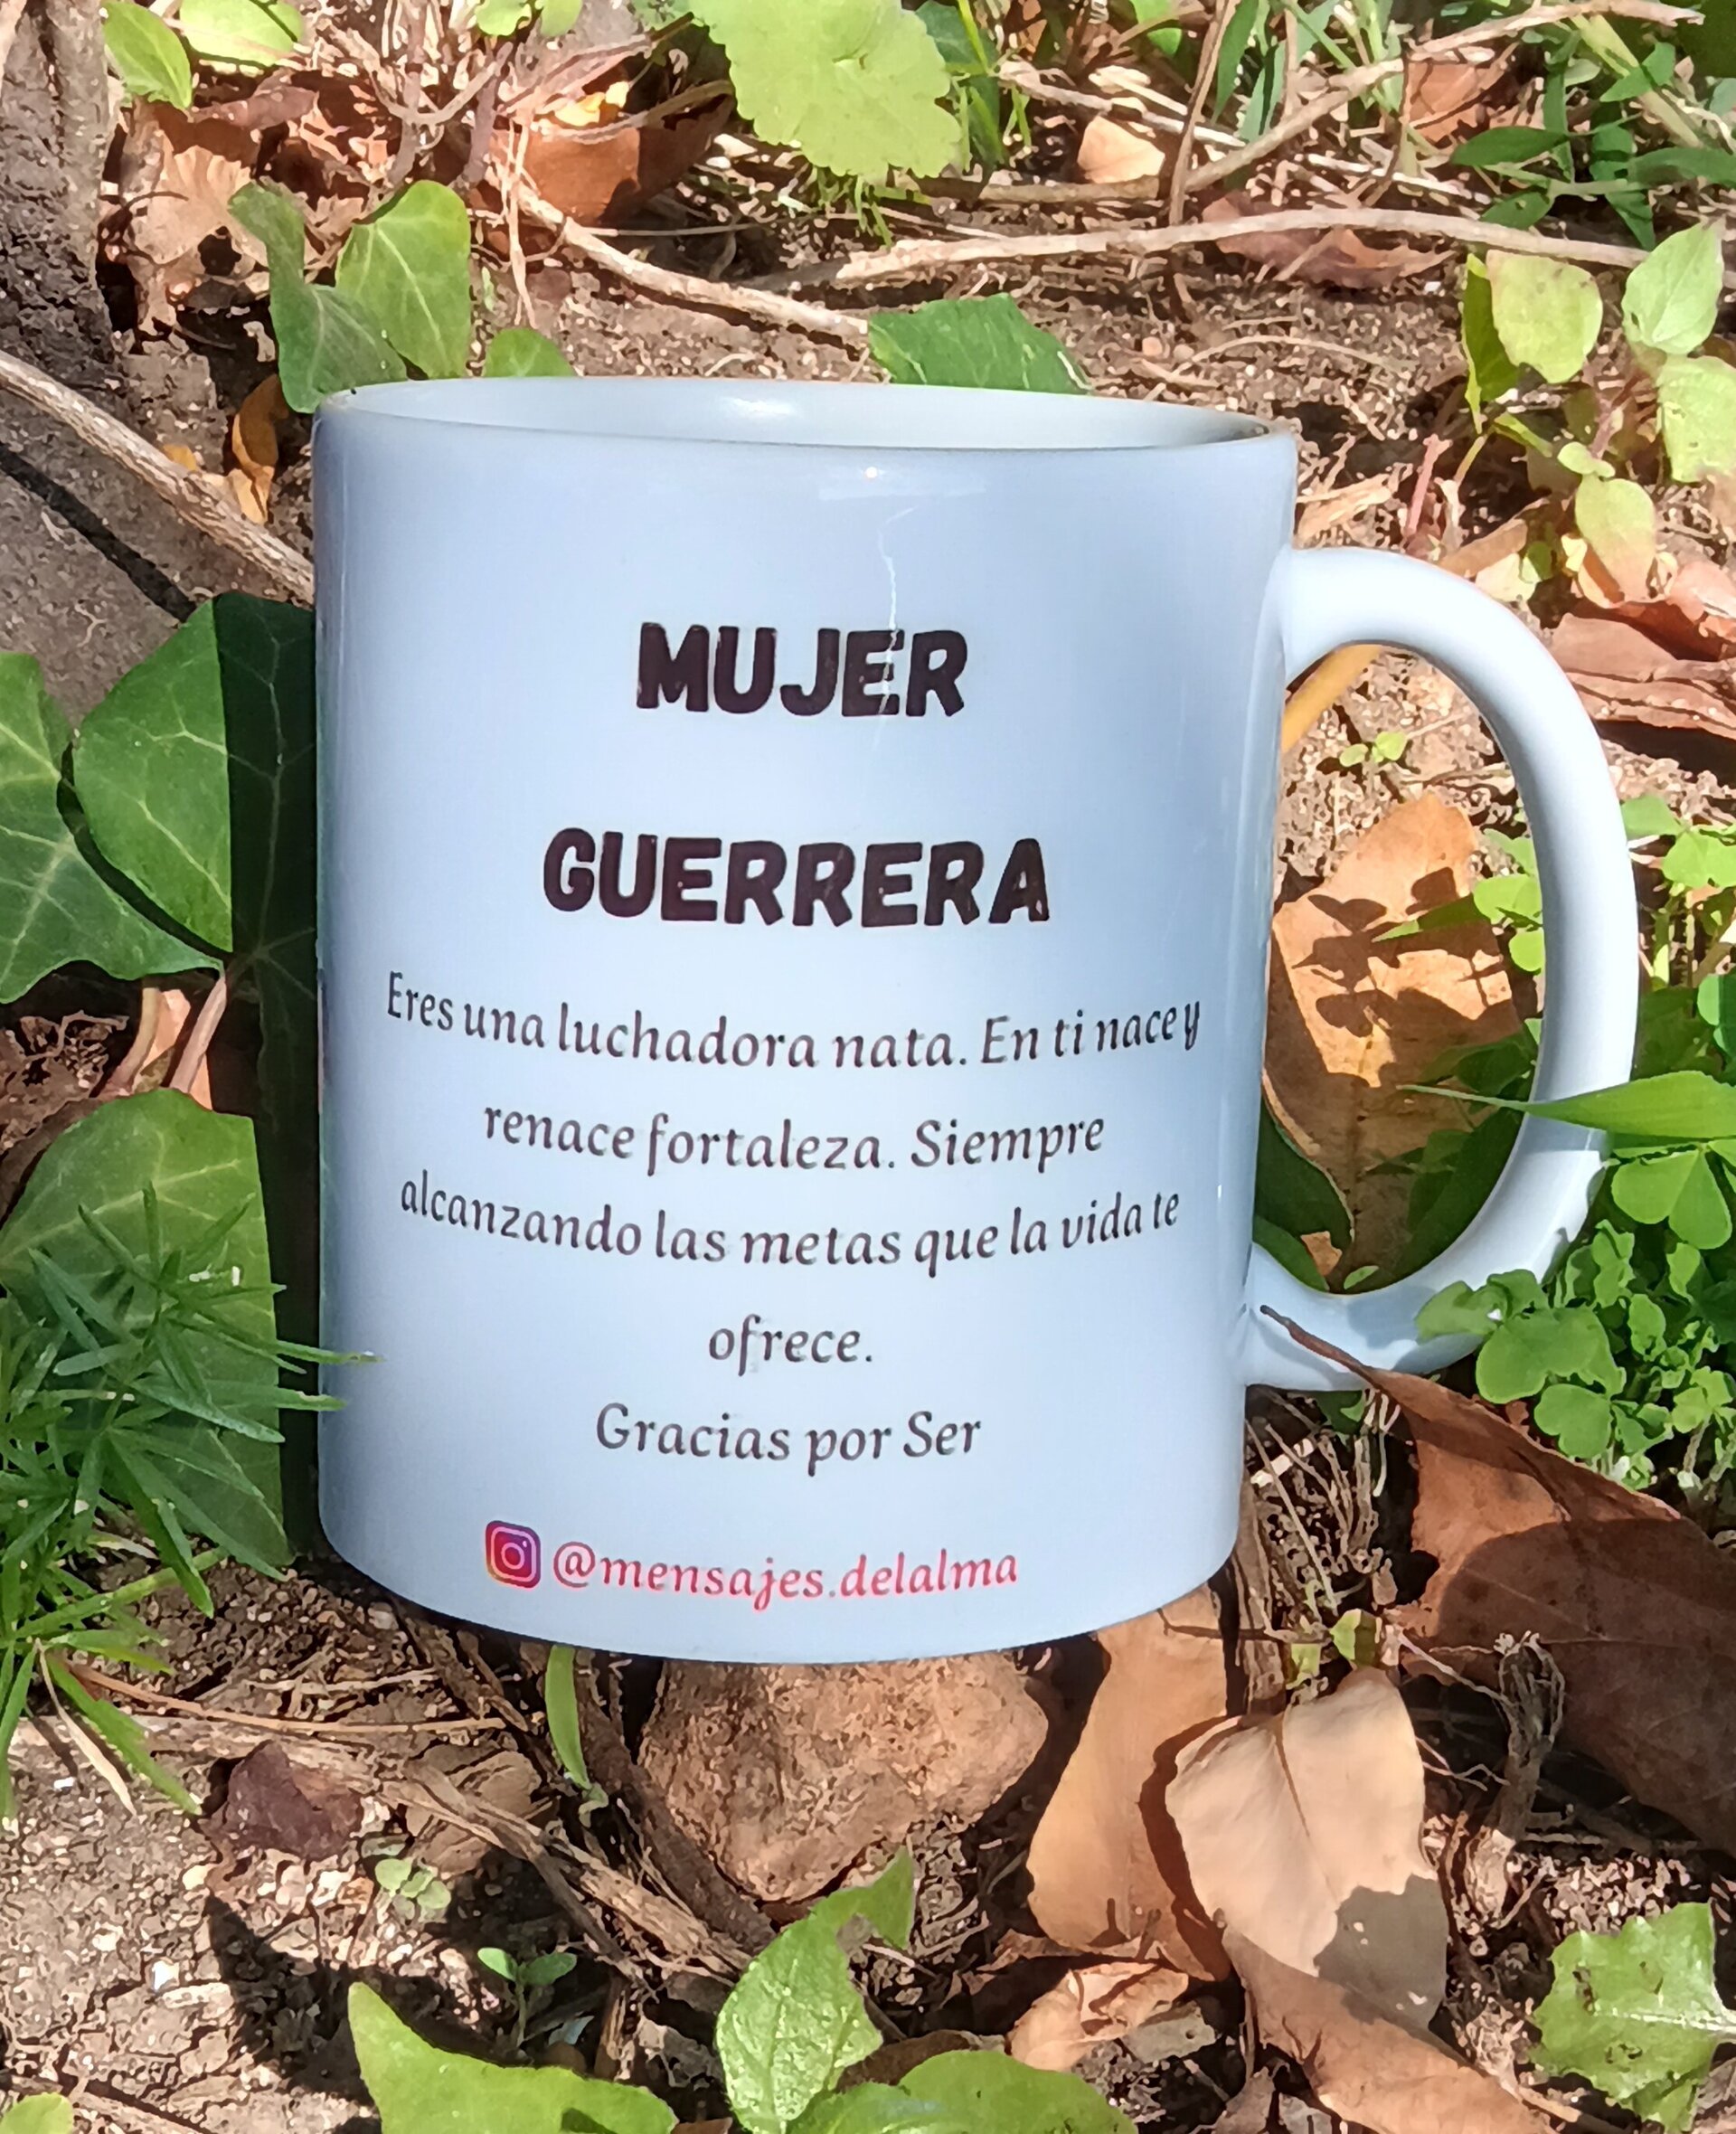 MUJER
GUERRERA
Eres una luchadora nata. En ti nace y
renace fortaleza. Siempre
alcanzando las metas que la vida te
ofrece.
Gracias por Ser
@mensajes.delalma